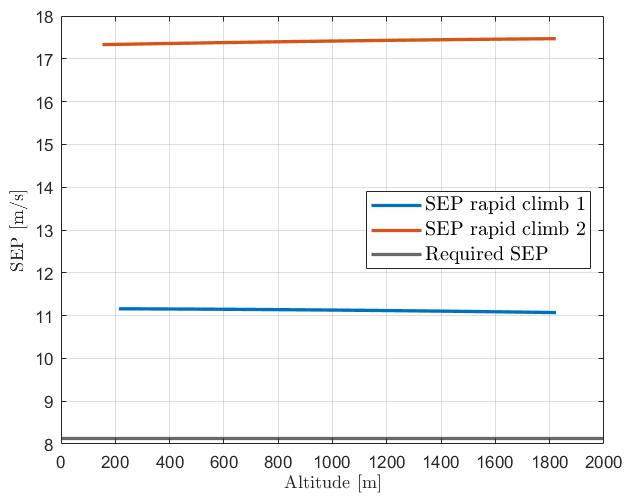 18
17
16
15
14
13
12
11
10
9
8
SEP [m/s]
SEP rapid climb 1
SEP rapid climb 2
Required SEP
0 200 400 600 800 1000 1200 1400 1600 1800 2000
Altitude [m]